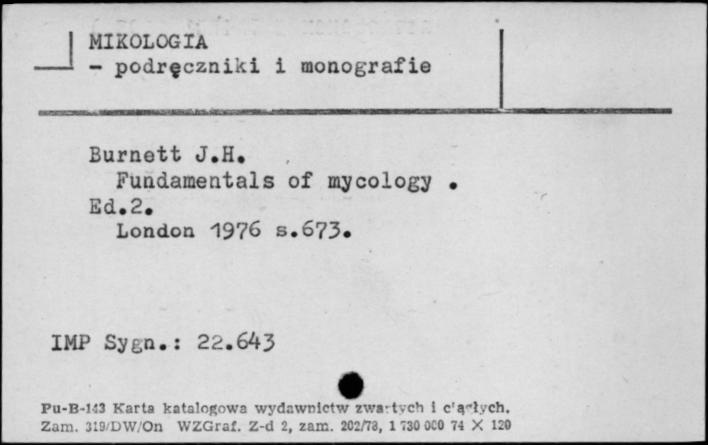 MIKOLOGIA
- podręczniki i monografie
Burnett J.H.
Fundamentals of mycology .
Ed.2.
London 1976 s.673.
IMP Sygn.: 22.643
Pu-B-143 Karta katalogowa wydawnictw zwartych i ciągłych.
Zam. 319/DW/On WZGraf. Z-d 2, zam. 202/78, 1 730 000 74 X 120